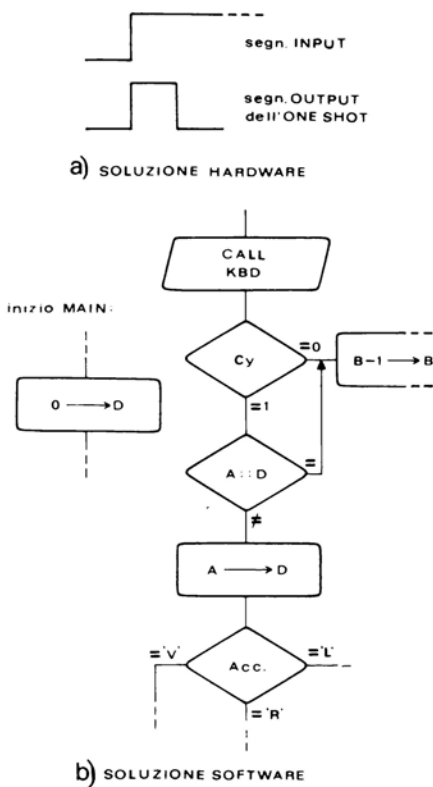 segn. INPUT
segn. OUTPUT
dell'ONE SHOT
a) SOLUZIONE HARDWARE
CALL
KBD
inizio MAIN:
=0
Cy
B-1 → B
0 → D
=1
A::D
=
≠
A → D
='V'
='L'
Acc.
='R'
b) SOLUZIONE SOFTWARE